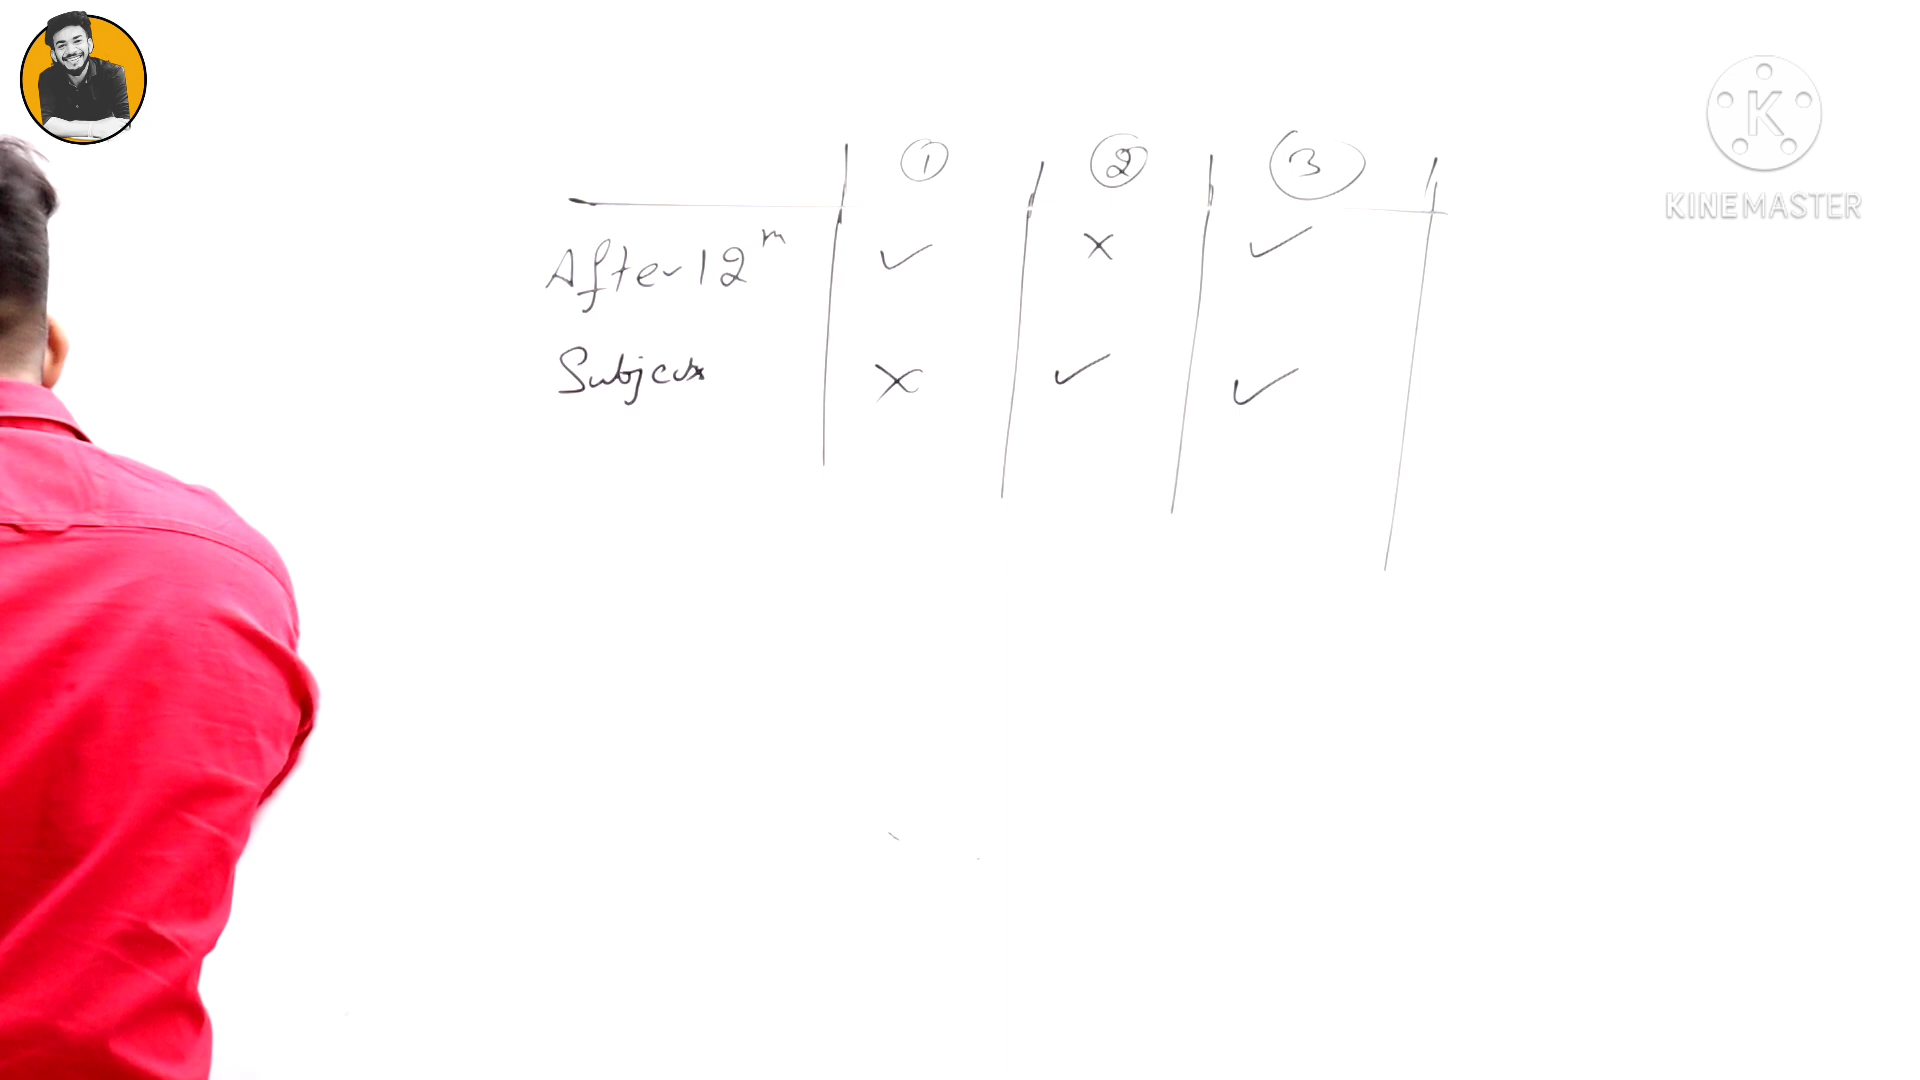 ① ② ③
After 12th ✓ × ✓
Subjects × ✓ ✓
K
KINEMASTER